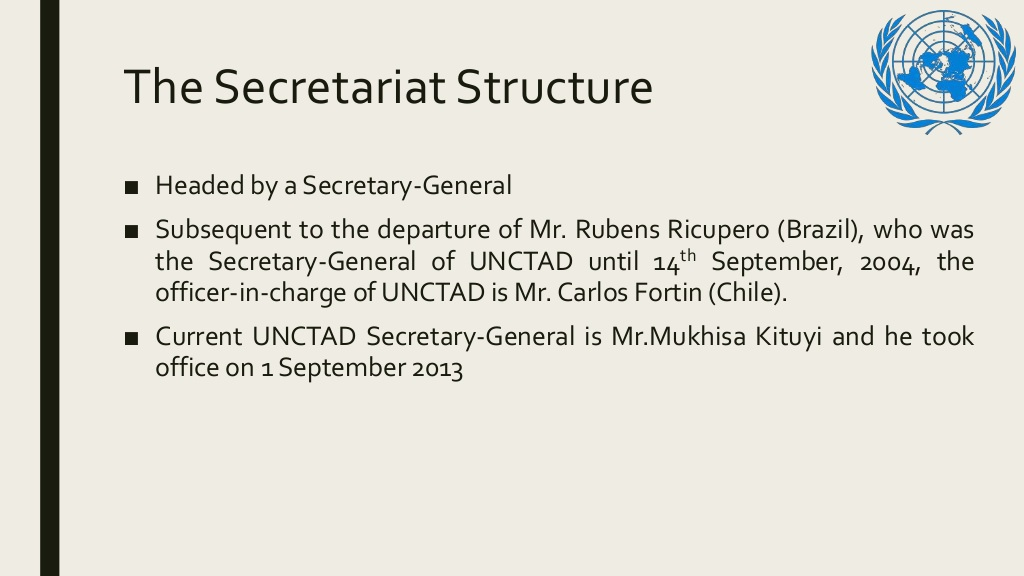 The Secretariat Structure
■ Headed by a Secretary-General
■ Subsequent to the departure of Mr. Rubens Ricupero (Brazil), who was
the Secretary-General of UNCTAD until 14th September, 2004, the
officer-in-charge of UNCTAD is Mr. Carlos Fortin (Chile).
■ Current UNCTAD Secretary-General is Mr.Mukhisa Kituyi and he took
office on 1 September 2013